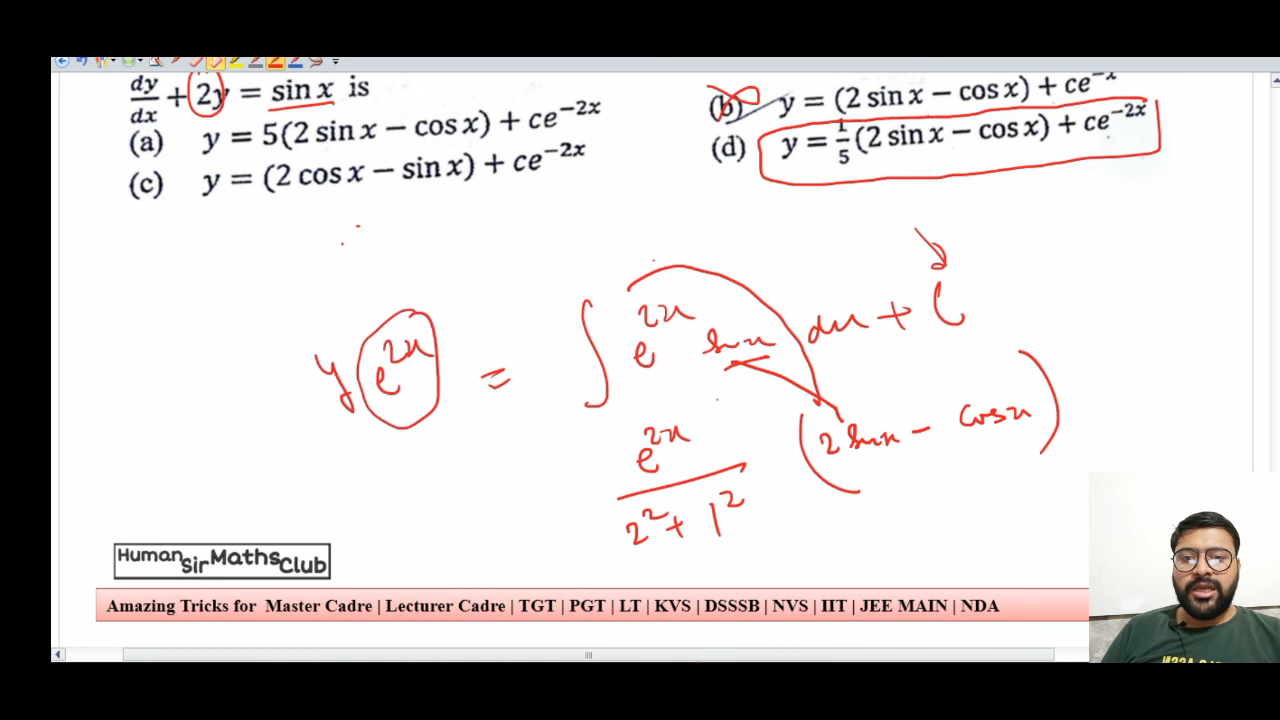 dy/dx + 2y = sin x is
(a) y = 5(2 sin x − cos x) + ce^{−2x}
(b) y = (2 sin x − cos x) + ce^{−x}
(c) y = (2 cos x − sin x) + ce^{−2x}
(d) y = 1/5 (2 sin x − cos x) + ce^{−2x}
y e^{2x} = ∫ e^{2x} sin x dx + C
e^{2x} / 2² + 1² (2 sin x − cos x)
Human Sir Maths Club
Amazing Tricks for Master Cadre | Lecturer Cadre | TGT | PGT | LT | KVS | DSSSB | NVS | IIT | JEE MAIN | NDA